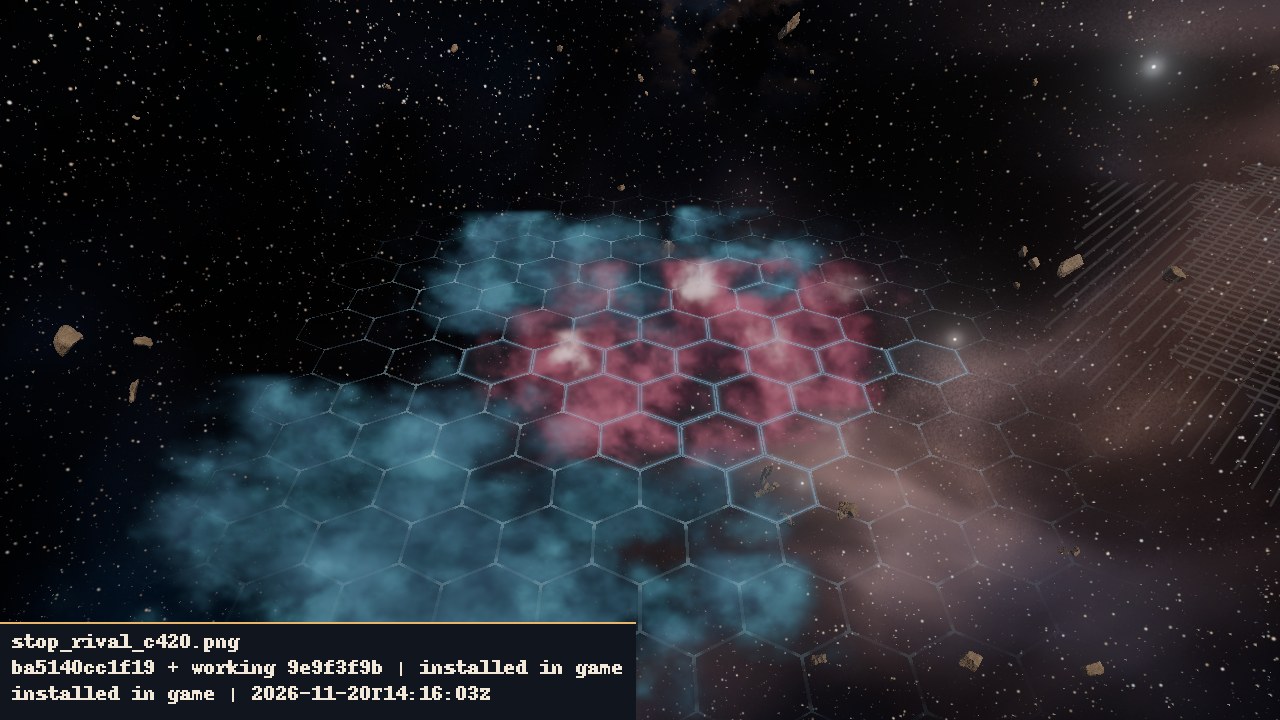 stop_rival_c420.png
ba5140cc1f19 + working 9e9f3f9b | installed in game
installed in game | 2026-11-20T14:16:03Z